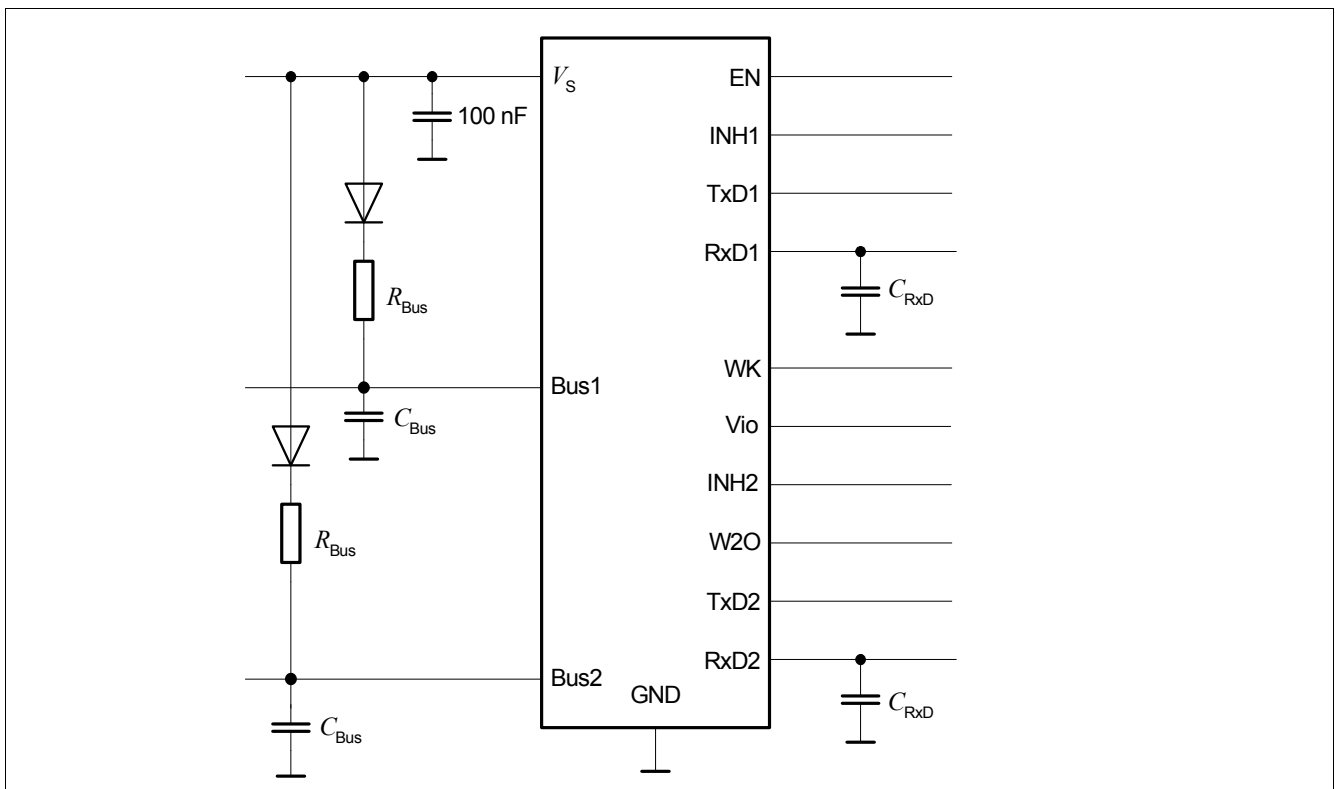 V_S
EN
100 nF
INH1
TxD1
RxD1
R_Bus
C_RxD
WK
Bus1
C_Bus
Vio
INH2
R_Bus
W2O
TxD2
RxD2
Bus2
GND
C_RxD
C_Bus